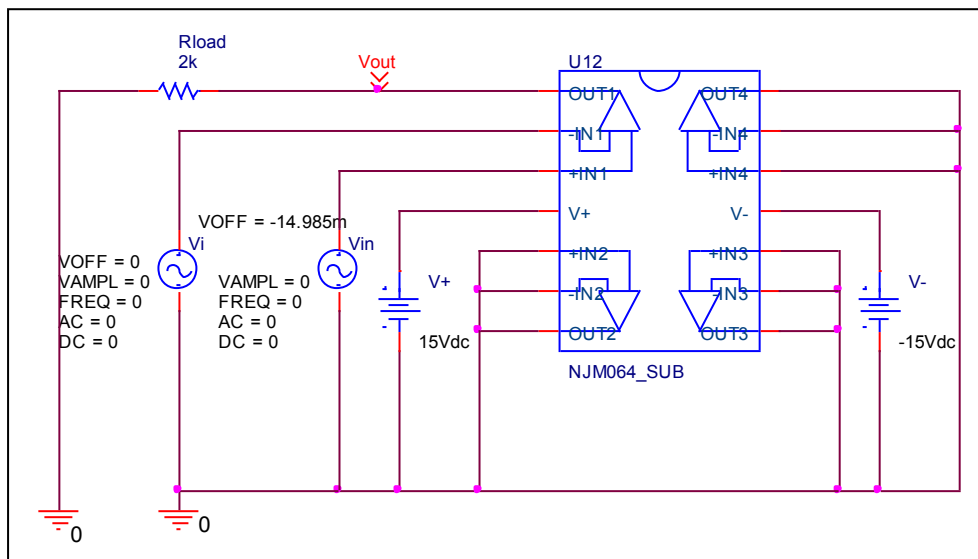 Rload
2k
Vout
U12
OUT1
-IN1
+IN1
V+
+IN2
-IN2
OUT2
OUT4
-IN4
+IN4
V-
+IN3
-IN3
OUT3
NJM064_SUB
VOFF = -14.985m
Vi
VOFF = 0
VAMPL = 0
FREQ = 0
AC = 0
DC = 0
Vin
VAMPL = 0
FREQ = 0
AC = 0
DC = 0
V+
15Vdc
V-
-15Vdc
0
0